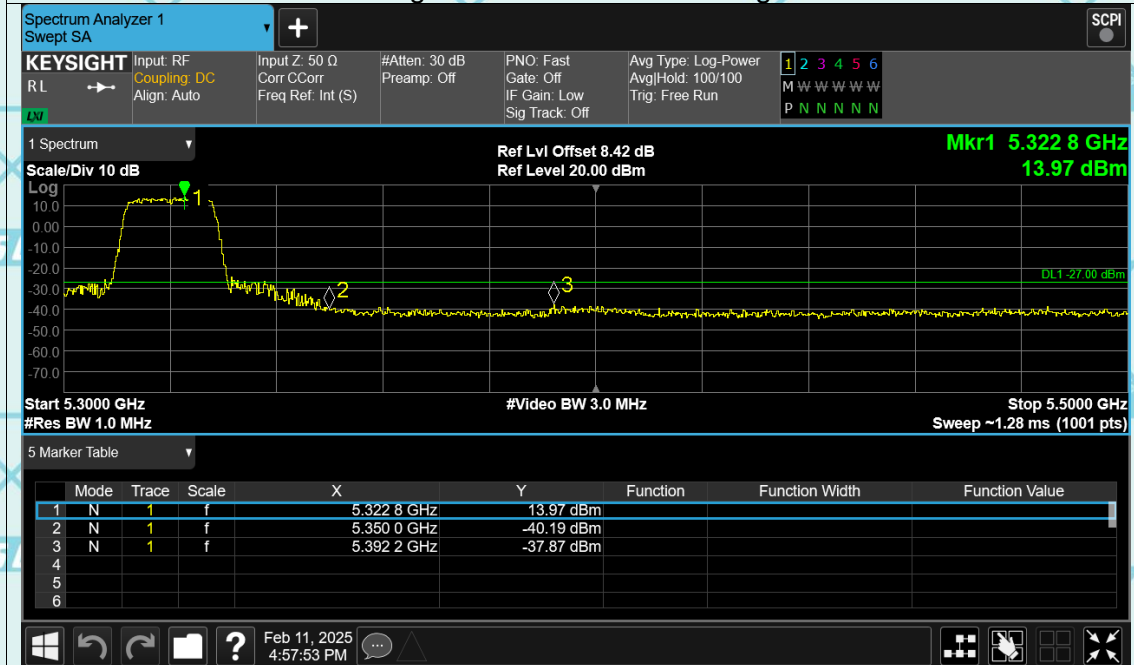 Spectrum Analyzer 1
Swept SA
+
SCPI
KEYSIGHT
RL
LXI
Input: RF
Coupling: DC
Align: Auto
Input Z: 50 Ω
Corr CCorr
Freq Ref: Int (S)
#Atten: 30 dB
Preamp: Off
PNO: Fast
Gate: Off
IF Gain: Low
Sig Track: Off
Avg Type: Log-Power
Avg|Hold: 100/100
Trig: Free Run
1 2 3 4 5 6
M W W W W W
P N N N N N
1 Spectrum
Scale/Div 10 dB
Ref Lvl Offset 8.42 dB
Ref Level 20.00 dBm
Mkr1 5.322 8 GHz
13.97 dBm
Log
10.0
0.00
-10.0
-20.0
-30.0
-40.0
-50.0
-60.0
-70.0
1
2
3
DL1 -27.00 dBm
Start 5.3000 GHz
#Video BW 3.0 MHz
Stop 5.5000 GHz
#Res BW 1.0 MHz
Sweep ~1.28 ms (1001 pts)
5 Marker Table
Mode Trace Scale X Y Function Function Width Function Value
1 N 1 f 5.322 8 GHz 13.97 dBm
2 N 1 f 5.350 0 GHz -40.19 dBm
3 N 1 f 5.392 2 GHz -37.87 dBm
4
5
6
?
Feb 11, 2025
4:57:53 PM